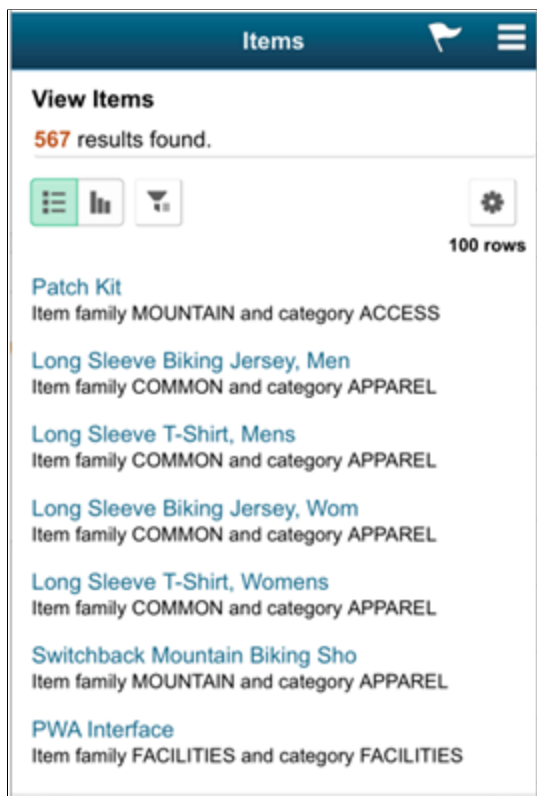 Items
View Items
567 results found.
100 rows
Patch Kit
Item family MOUNTAIN and category ACCESS
Long Sleeve Biking Jersey, Men
Item family COMMON and category APPAREL
Long Sleeve T-Shirt, Mens
Item family COMMON and category APPAREL
Long Sleeve Biking Jersey, Wom
Item family COMMON and category APPAREL
Long Sleeve T-Shirt, Womens
Item family COMMON and category APPAREL
Switchback Mountain Biking Sho
Item family MOUNTAIN and category APPAREL
PWA Interface
Item family FACILITIES and category FACILITIES